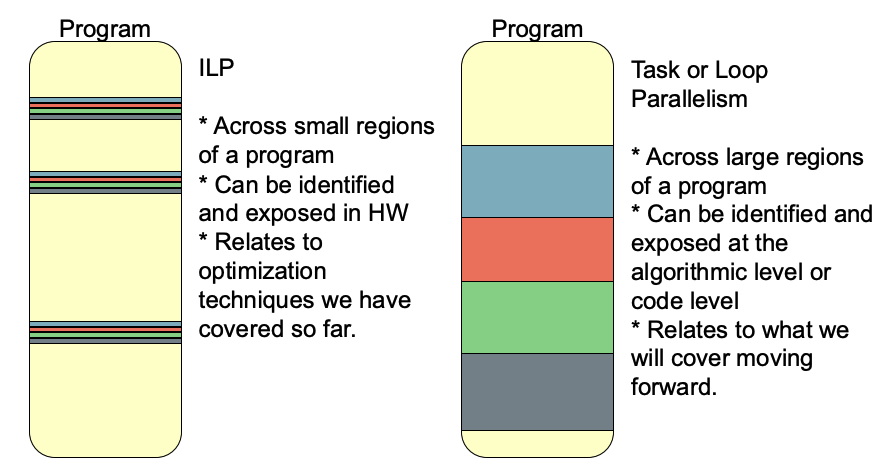 Program
ILP
* Across small regions
of a program
* Can be identified
and exposed in HW
* Relates to
optimization
techniques we have
covered so far.
Program
Task or Loop
Parallelism
* Across large regions
of a program
* Can be identified and
exposed at the
algorithmic level or
code level
* Relates to what we
will cover moving
forward.